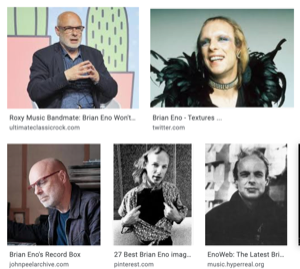 Roxy Music Bandmate: Brian Eno Won't...
ultimateclassicrock.com
Brian Eno - Textures ...
twitter.com
Brian Eno's Record Box
johnpeelarchive.com
27 Best Brian Eno imag...
pinterest.com
EnoWeb: The Latest Bri...
music.hyperreal.org